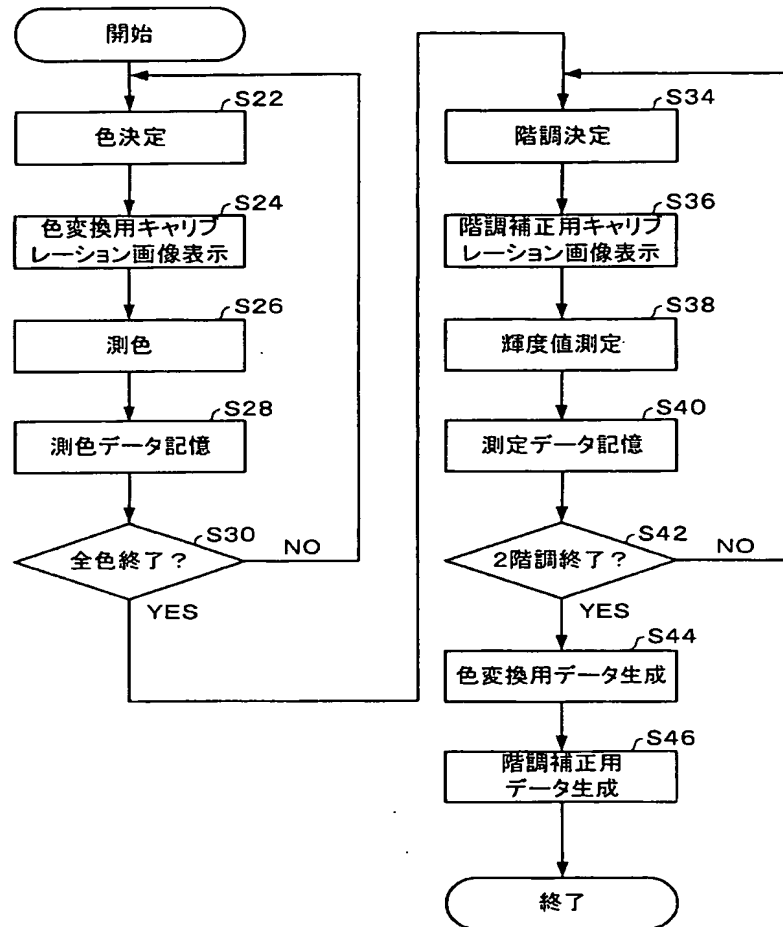 開始
S22
色決定
S24
色変換用キャリブ
レーション画像表示
S26
測色
S28
測色データ記憶
S30
全色終了？
NO
YES
S34
階調決定
S36
階調補正用キャリブ
レーション画像表示
S38
輝度値測定
S40
測定データ記憶
S42
2階調終了？
NO
YES
S44
色変換用データ生成
S46
階調補正用
データ生成
終了